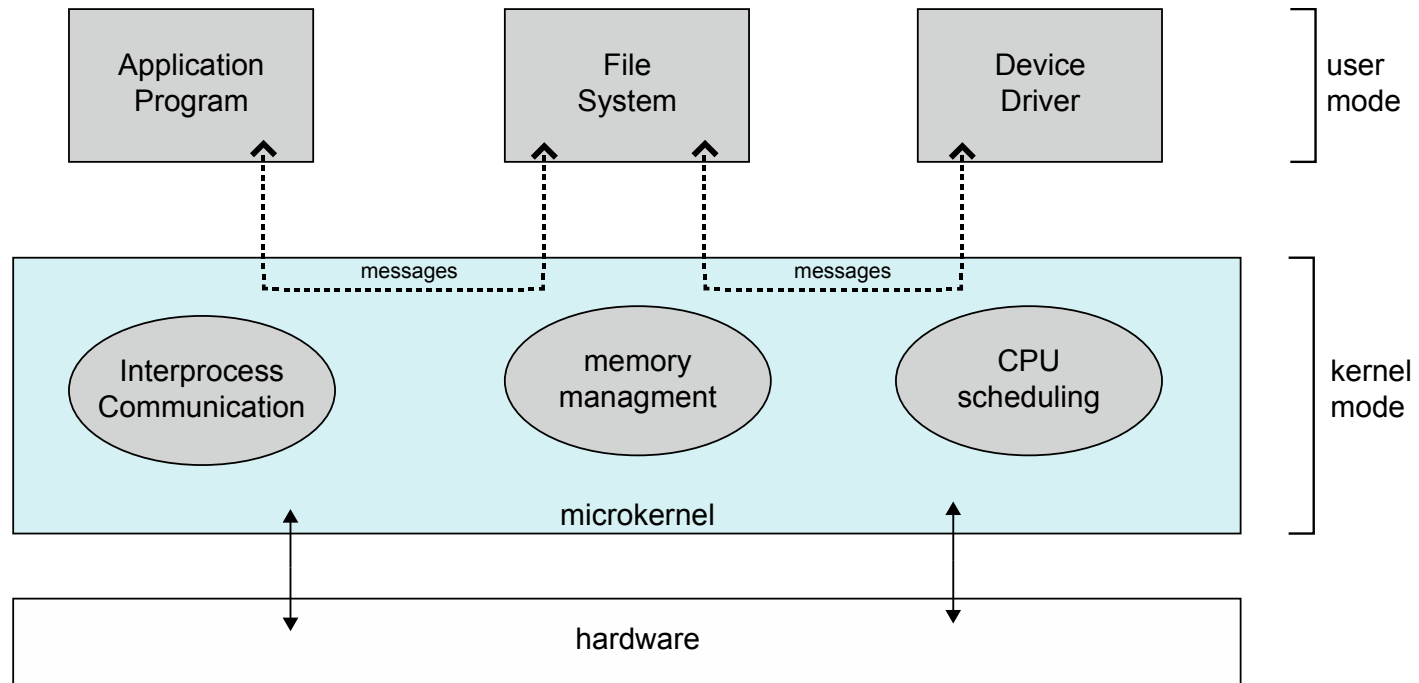 Application
Program
File
System
Device
Driver
user
mode
messages
messages
Interprocess
Communication
memory
managment
CPU
scheduling
kernel
mode
microkernel
hardware